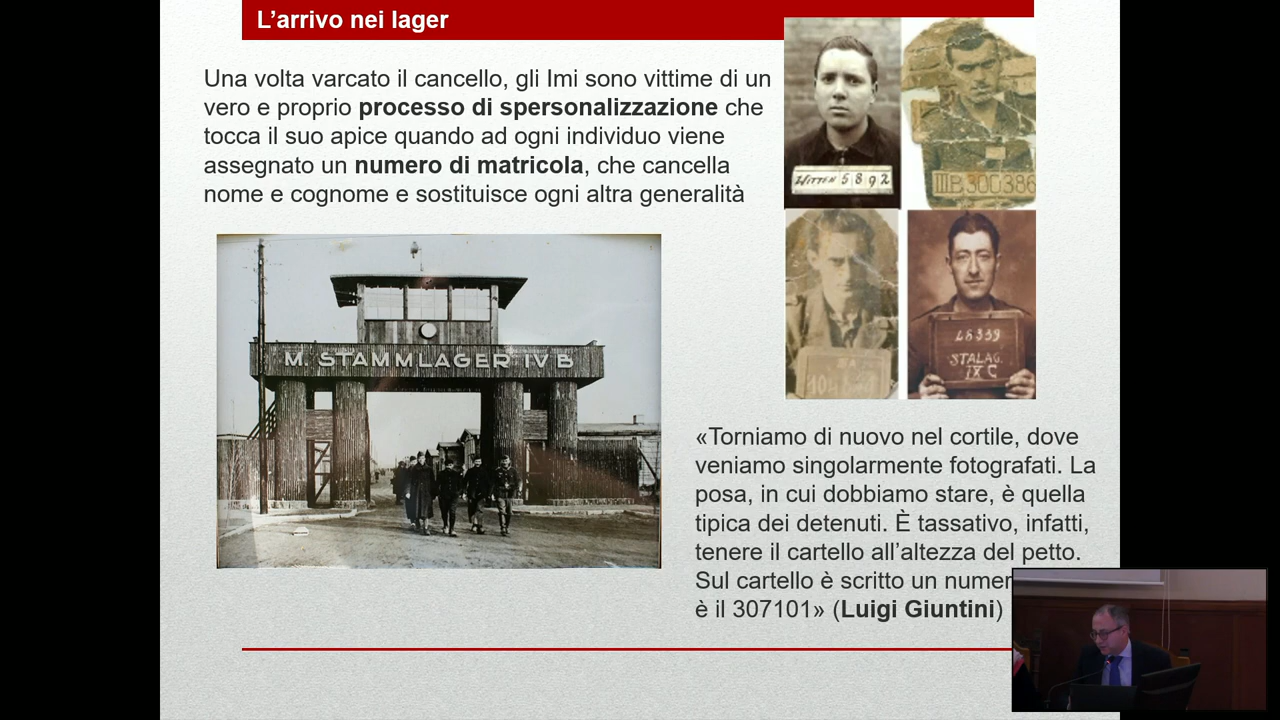 L'arrivo nei lager
Una volta varcato il cancello, gli Imi sono vittime di un
vero e proprio processo di spersonalizzazione che
tocca il suo apice quando ad ogni individuo viene
assegnato un numero di matricola, che cancella
nome e cognome e sostituisce ogni altra generalità
WITTEN 5892
IIIB300386
28339
STALAG.
IX C
M. STAMMLAGER IV B
«Torniamo di nuovo nel cortile, dove
veniamo singolarmente fotografati. La
posa, in cui dobbiamo stare, è quella
tipica dei detenuti. È tassativo, infatti,
tenere il cartello all'altezza del petto.
Sul cartello è scritto un numer
è il 307101» (Luigi Giuntini)